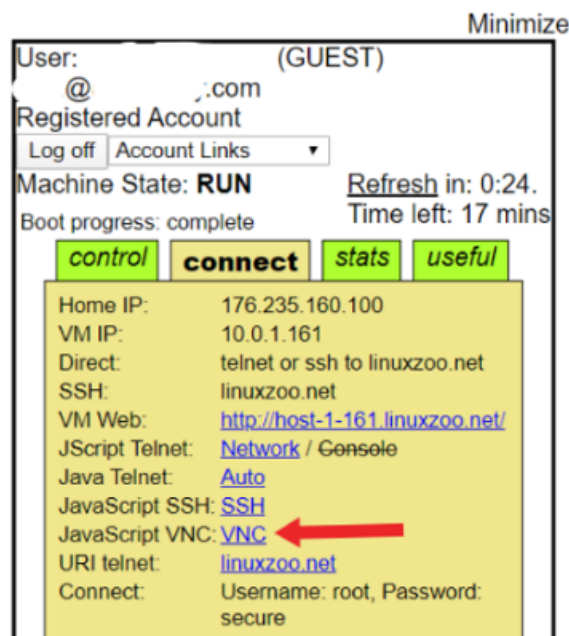 Minimize
User: (GUEST)
@ .com
Registered Account
Log off Account Links
Machine State: RUN Refresh in: 0:24.
Boot progress: complete Time left: 17 mins
control connect stats useful
Home IP: 176.235.160.100
VM IP: 10.0.1.161
Direct: telnet or ssh to linuxzoo.net
SSH: linuxzoo.net
VM Web: http://host-1-161.linuxzoo.net/
JScript Telnet: Network / Console
Java Telnet: Auto
JavaScript SSH: SSH
JavaScript VNC: VNC
URI telnet: linuxzoo.net
Connect: Username: root, Password:
secure